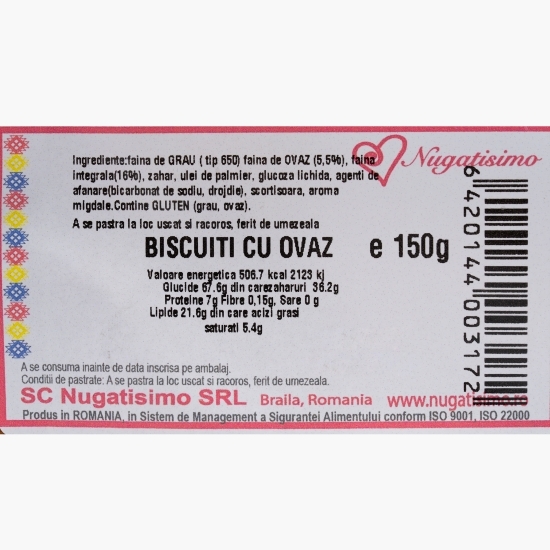 Ingrediente:faina de GRAU ( tip 650) faina de OVAZ (5,5%), faina
integrala(16%), zahar, ulei de palmier, glucoza lichida, agenti de
afanare(bicarbonat de sodiu, drojdie), scortisoara, aroma
migdale.Contine GLUTEN (grau, ovaz).
Nugatisimo
A se pastra la loc uscat si racoros, ferit de umezeala
BISCUITI CU OVAZ e 150g
Valoare energetica 506.7 kcal 2123 kj
Glucide 67.6g din carezaharuri 36.2g
Proteine 7g Fibre 0,15g, Sare 0 g
Lipide 21.6g din care acizi grasi
saturati 5.4g
6 420144 003172
A se consuma inainte de data inscrisa pe ambalaj.
Conditii de pastrate: A se pastra la loc uscat si racoros, ferit de umezeala.
SC Nugatisimo SRL Braila, Romania www.nugatisimo.ro
Produs in ROMANIA, in Sistem de Management a Sigurantei Alimentului conform ISO 9001, ISO 22000